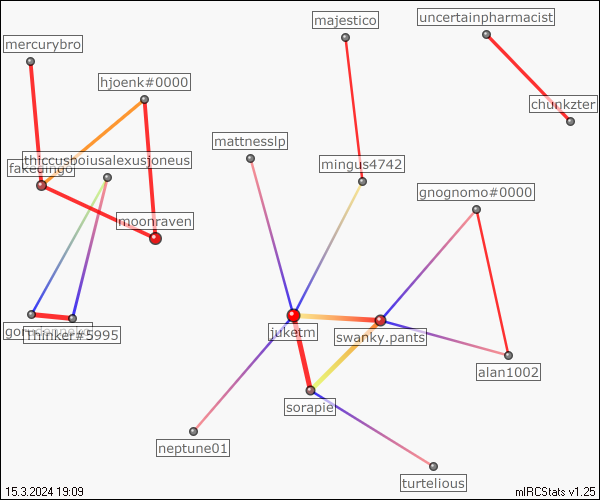 uncertainpharmacist
majestico
mercurybro
hjoenk#0000
chunkzter
mattnesslp
thiccusboiusalexusjoneus
mingus4742
fakedingo
gnognomo#0000
moonraven
Thinker#5995
juketm
swanky.pants
alan1002
sorapie
neptune01
turtelious
15.3.2024 19:09
mIRCStats v1.25